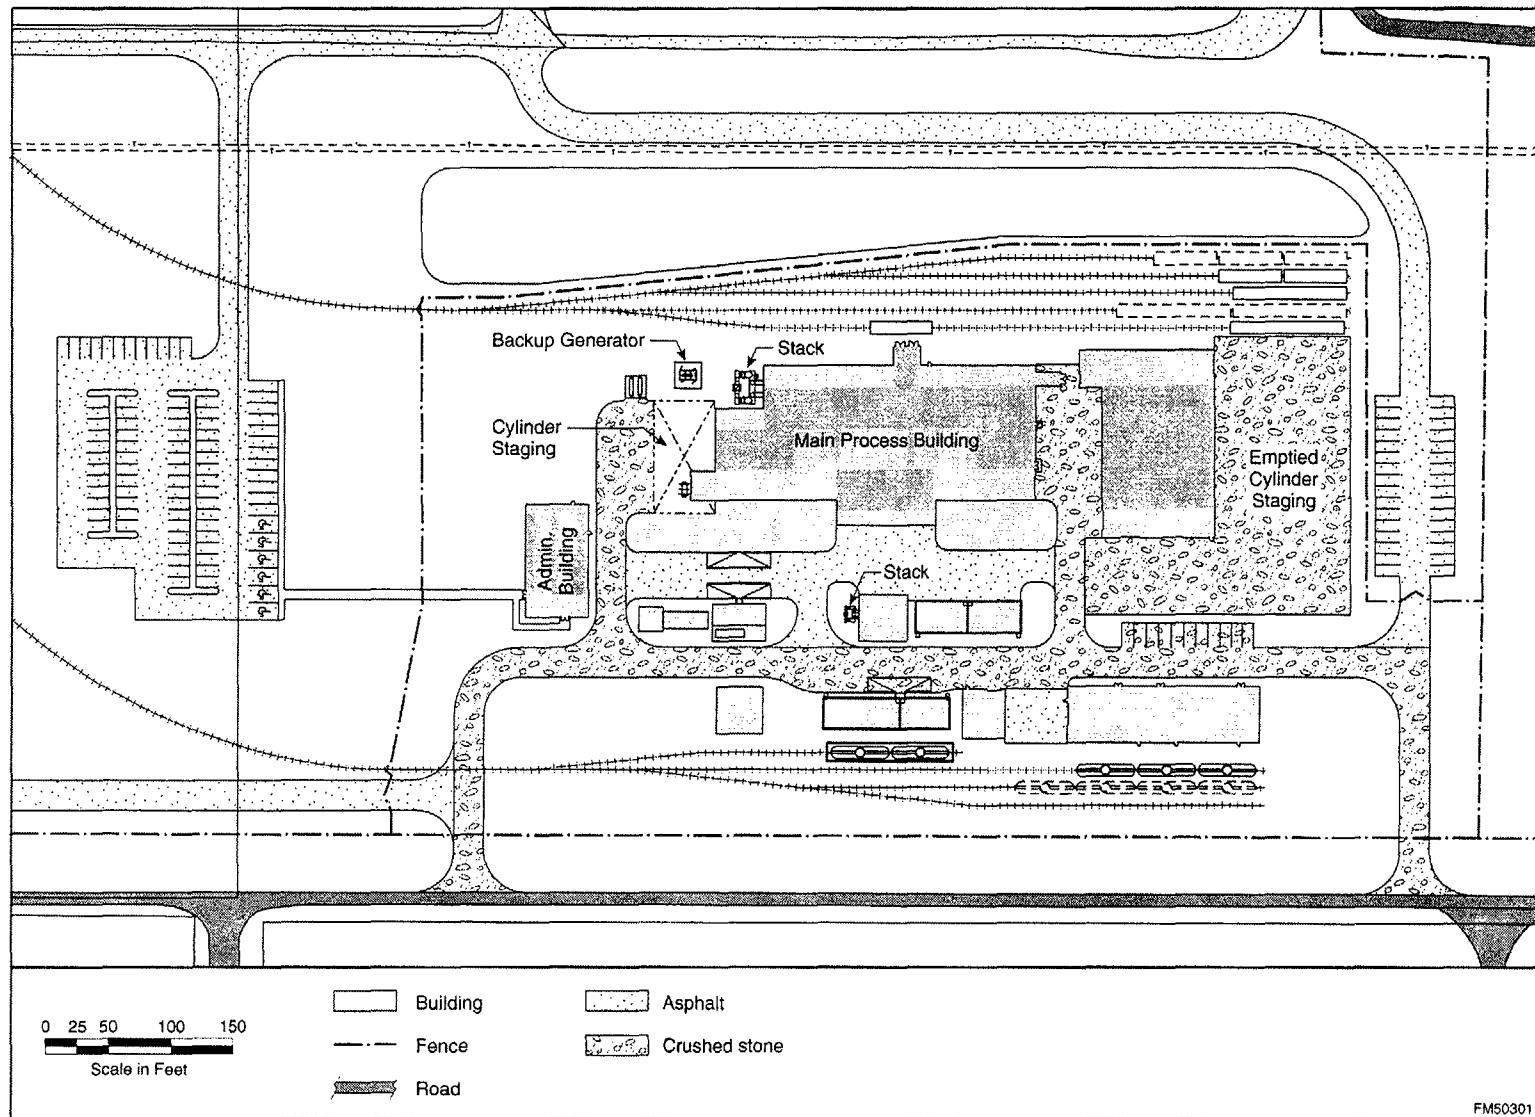 Backup Generator
Stack
Cylinder
Staging
Main Process Building
Emptied
Cylinder
Staging
Admin.
Building
Stack
0 25 50 100 150
Scale in Feet
Building
Fence
Road
Asphalt
Crushed stone
FM50301